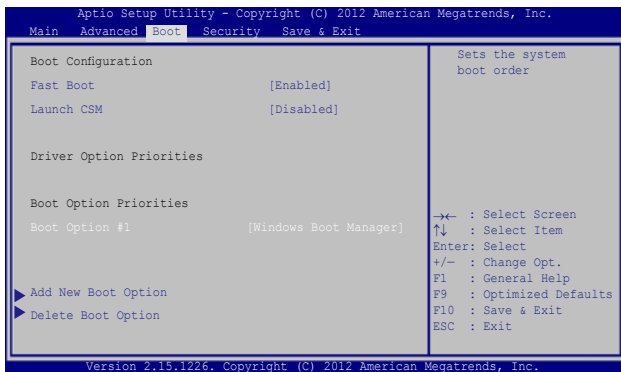 Aptio Setup Utility - Copyright (C) 2012 American Megatrends, Inc.
Main Advanced Boot Security Save & Exit
Boot Configuration
Fast Boot [Enabled]
Launch CSM [Disabled]
Driver Option Priorities
Boot Option Priorities
Boot Option #1 [Windows Boot Manager]
Add New Boot Option
Delete Boot Option
Sets the system
boot order
→← : Select Screen
↑↓ : Select Item
Enter: Select
+/— : Change Opt.
F1 : General Help
F9 : Optimized Defaults
F10 : Save & Exit
ESC : Exit
Version 2.15.1226. Copyright (C) 2012 American Megatrends, Inc.